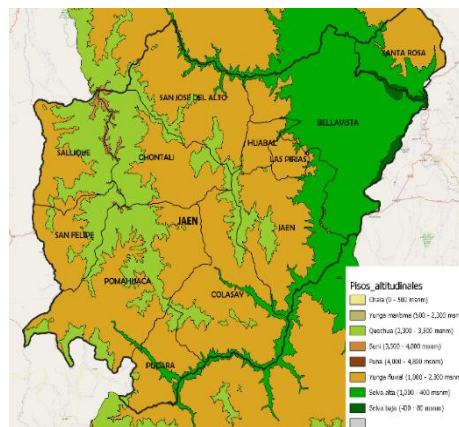 SANTA ROSA
SAN JOSE DEL ALTO
BELLAVISTA
HUABAL
SALLIQUE
CHONTALI
LAS PIRIAS
JAEN
JAEN
SAN FELIPE
POMAHUACA
COLASAY
PUCARA
Pisos_altitudinales
Chala (0 - 500 msnm)
Yunga marítima (500 - 2,300 msnm
Quechua (2,300 - 3,500 msnm)
Suni (3,500 - 4,000 msnm)
Puna (4,000 - 4,800 msnm)
Yunga fluvial (1,000 - 2,300 msnm
Selva alta (1,000 - 400 msnm)
Selva baja (400 - 80 msnm)